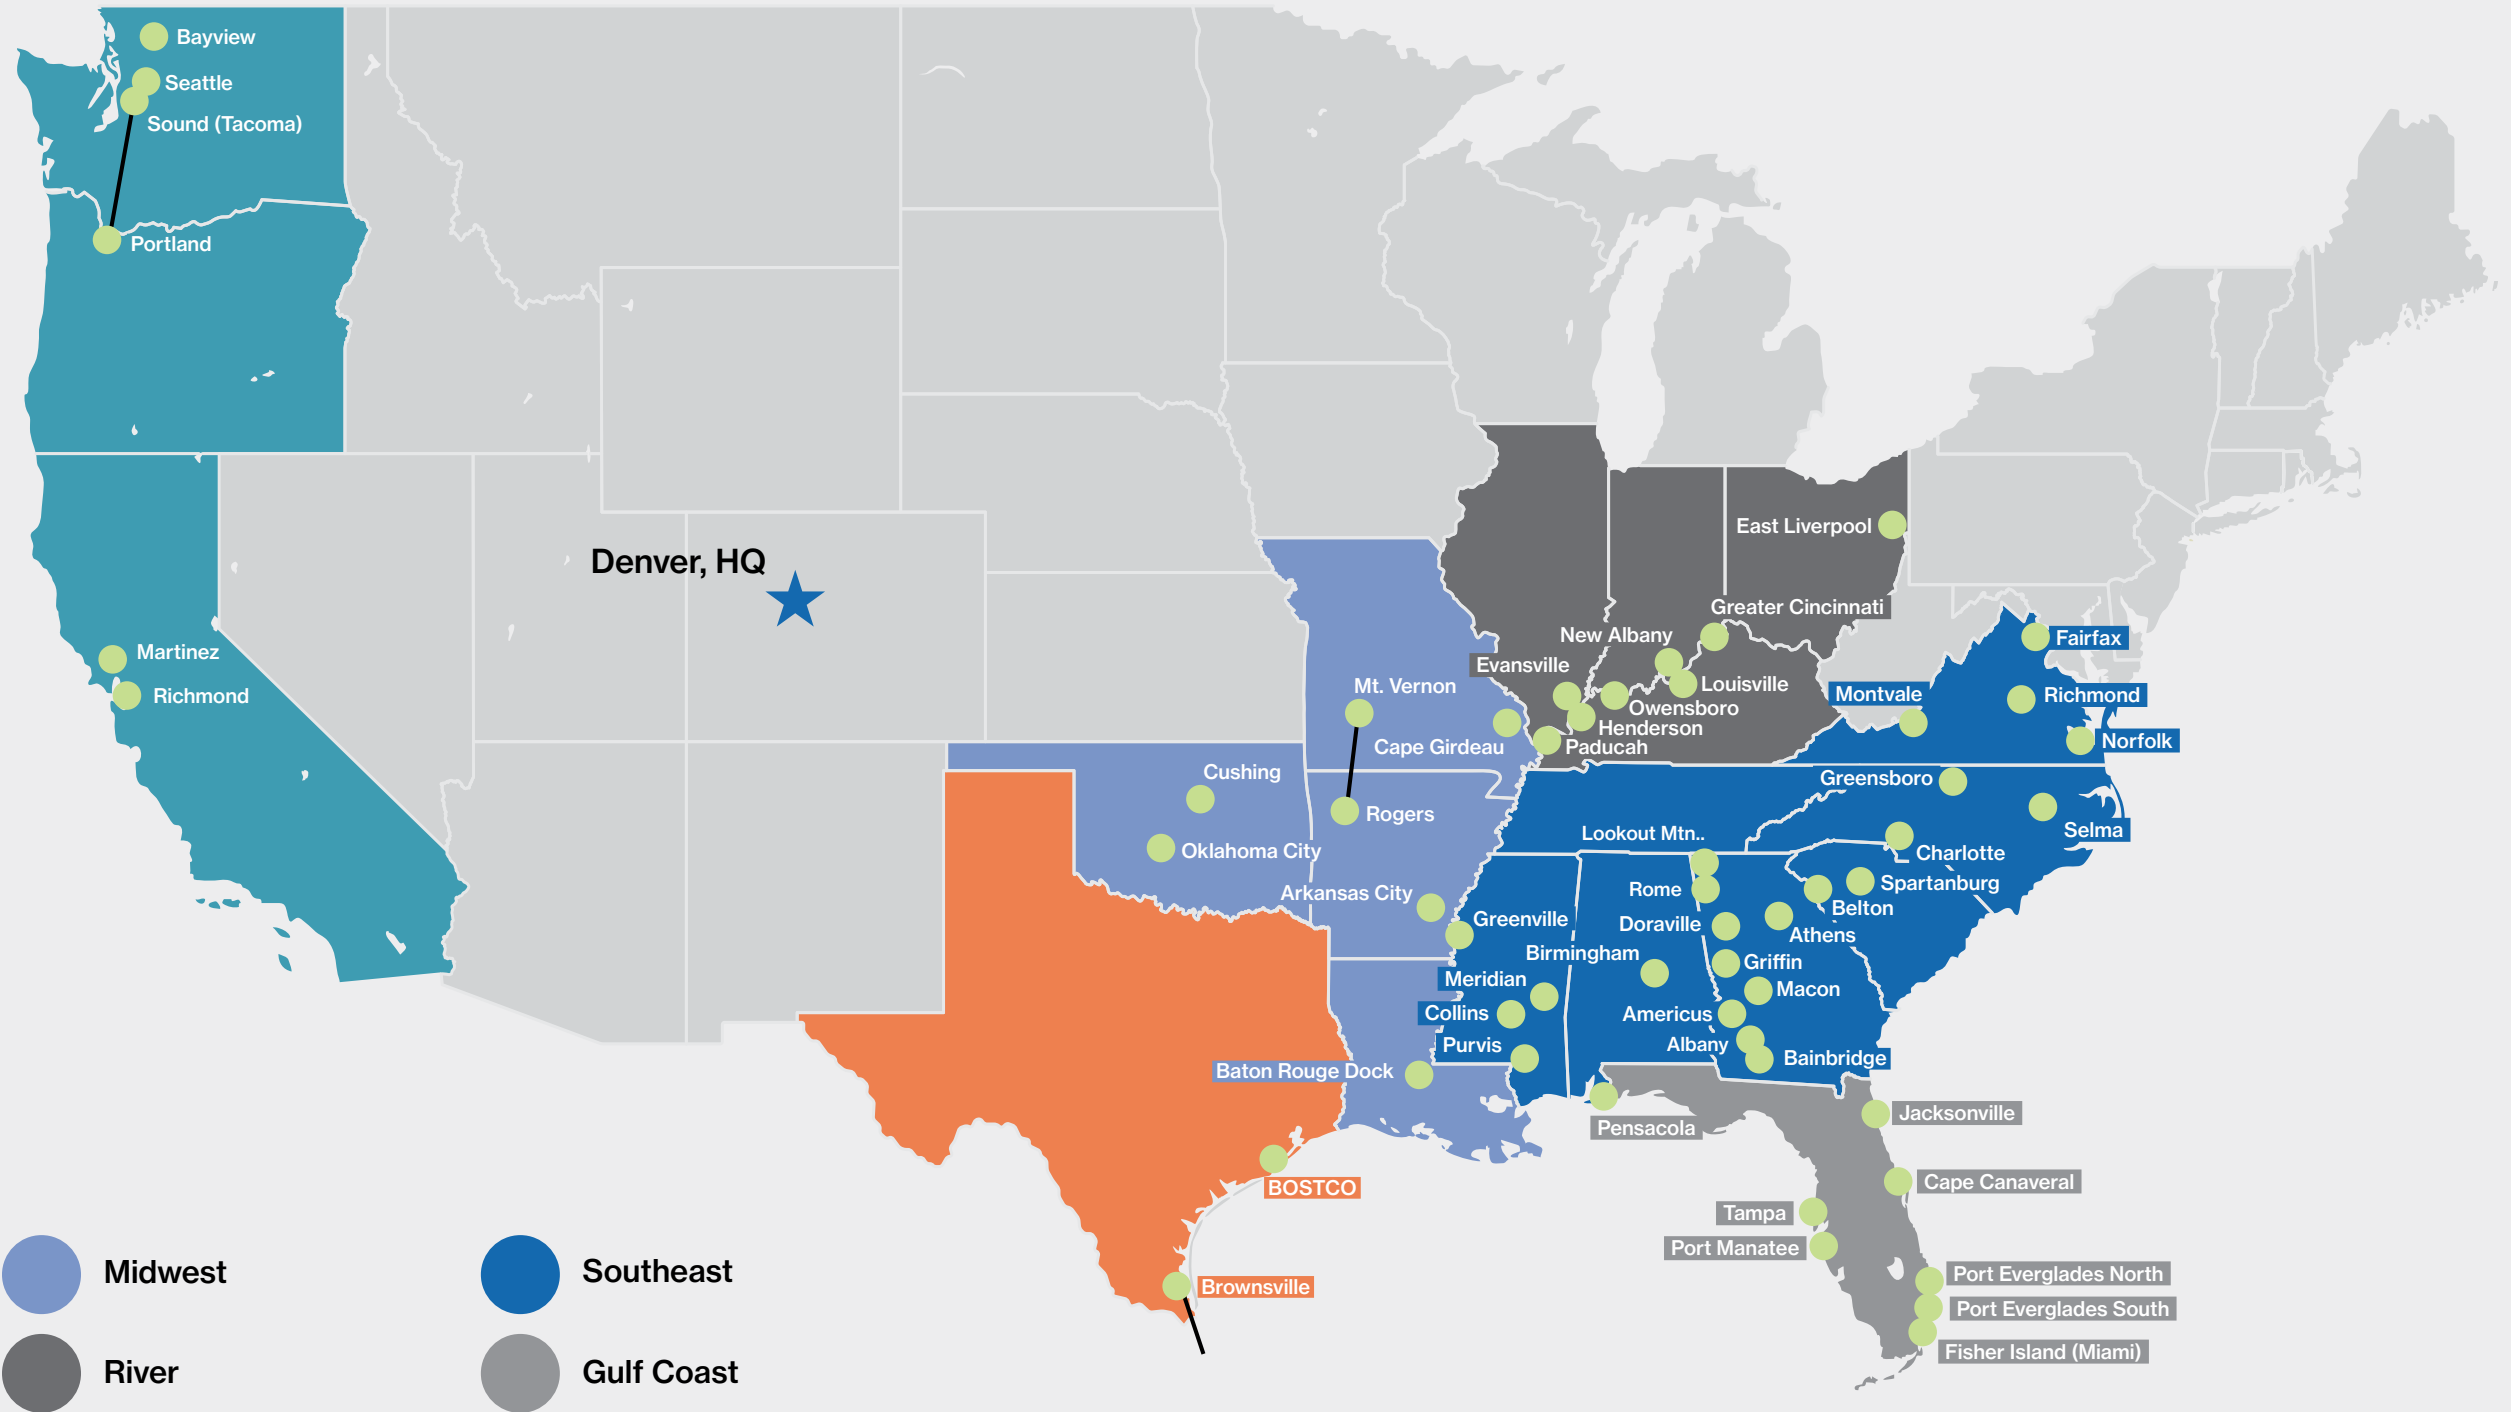 Bayview
Seattle
Sound (Tacoma)
Portland
East Liverpool
Denver, HQ
Greater Cincinnati
New Albany
Fairfax
Martinez
Evansville
Mt. Vernon
Louisville
Montvale
Richmond
Richmond
Owensboro
Henderson
Cape Girdeau
Paducah
Norfolk
Cushing
Greensboro
Rogers
Lookout Mtn..
Selma
Oklahoma City
Charlotte
Arkansas City
Rome
Spartanburg
Belton
Greenville
Doraville
Athens
Birmingham
Griffin
Meridian
Macon
Collins
Americus
Purvis
Albany
Bainbridge
Baton Rouge Dock
Jacksonville
Pensacola
Cape Canaveral
BOSTCO
Tampa
Port Manatee
Midwest
Southeast
Brownsville
Port Everglades North
Port Everglades South
Fisher Island (Miami)
River
Gulf Coast